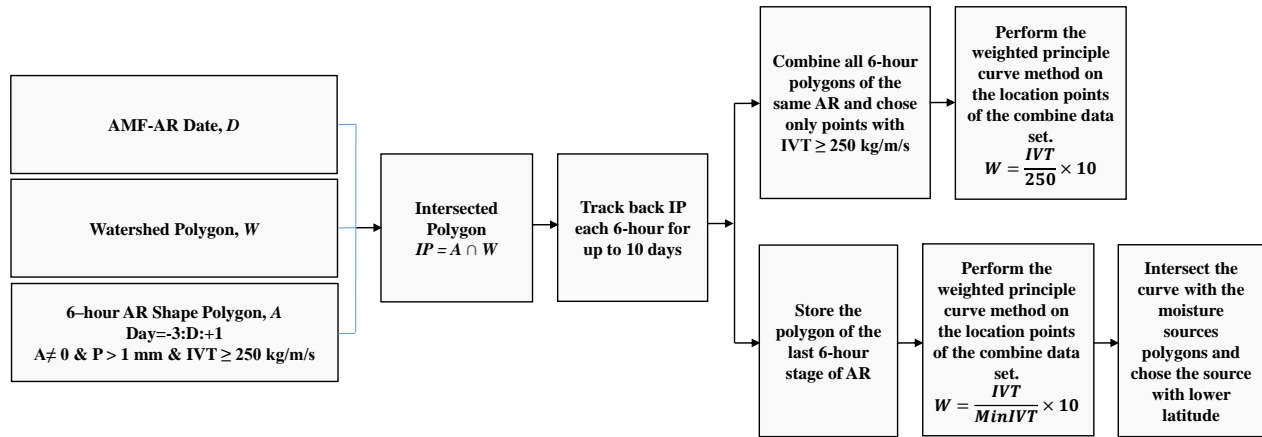 AMF-AR Date, D
Watershed Polygon, W
6–hour AR Shape Polygon, A
Day=-3:D:+1
A≠ 0 & P > 1 mm & IVT ≥ 250 kg/m/s
Intersected
Polygon
IP = A ∩ W
Track back IP
each 6-hour for
up to 10 days
Combine all 6-hour
polygons of the
same AR and chose
only points with
IVT ≥ 250 kg/m/s
Perform the
weighted principle
curve method on
the location points
of the combine data
set.
W = IVT/250 × 10
Store the
polygon of the
last 6-hour
stage of AR
Perform the
weighted principle
curve method on
the location points
of the combine data
set.
W = IVT/MinIVT × 10
Intersect the
curve with the
moisture
sources
polygons and
chose the source
with lower
latitude